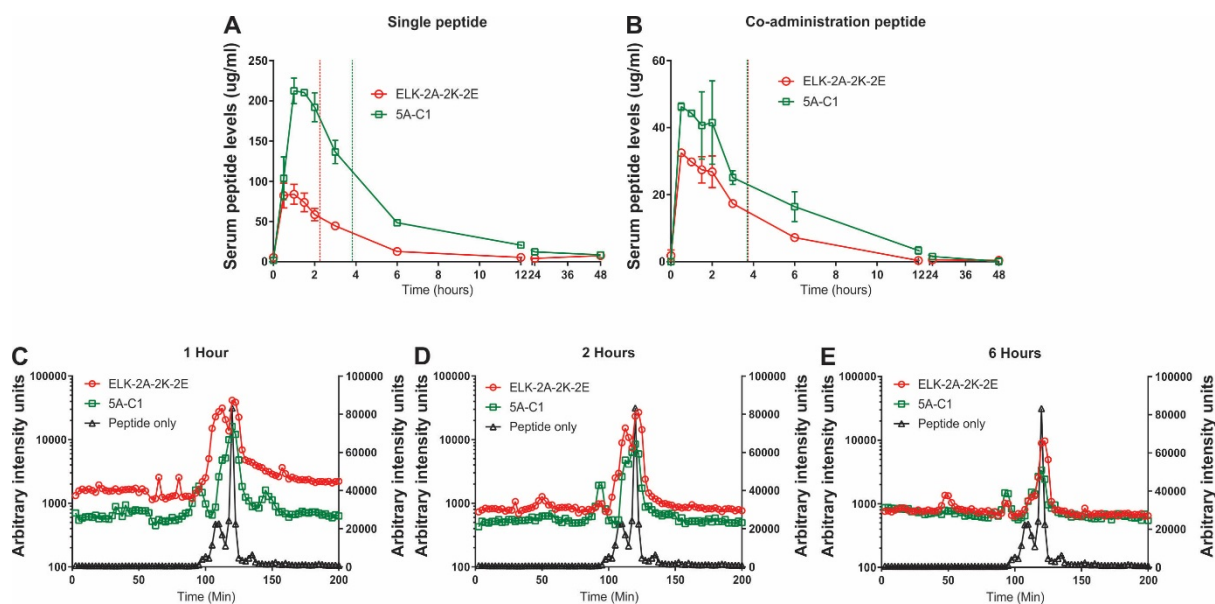 A
Single peptide
Serum peptide levels (ug/ml)
250
200
150
100
50
0
ELK-2A-2K-2E
5A-C1
0 2 4 6 8 10 1224 36 48
Time (hours)
B
Co-administration peptide
Serum peptide levels (ug/ml)
60
40
20
0
ELK-2A-2K-2E
5A-C1
0 2 4 6 8 10 1224 36 48
Time (hours)
C
1 Hour
Arbitrary intensity units
100000
10000
1000
100
ELK-2A-2K-2E
5A-C1
Peptide only
100000
80000
60000
40000
20000
0
Arbitrary intensity units
0 50 100 150 200
Time (Min)
D
2 Hours
Arbitrary intensity units
100000
10000
1000
100
ELK-2A-2K-2E
5A-C1
Peptide only
100000
80000
60000
40000
20000
0
Arbitrary intensity units
0 50 100 150 200
Time (Min)
E
6 Hours
Arbitrary intensity units
100000
10000
1000
100
ELK-2A-2K-2E
5A-C1
Peptide only
100000
80000
60000
40000
20000
0
Arbitrary intensity units
0 50 100 150 200
Time (Min)